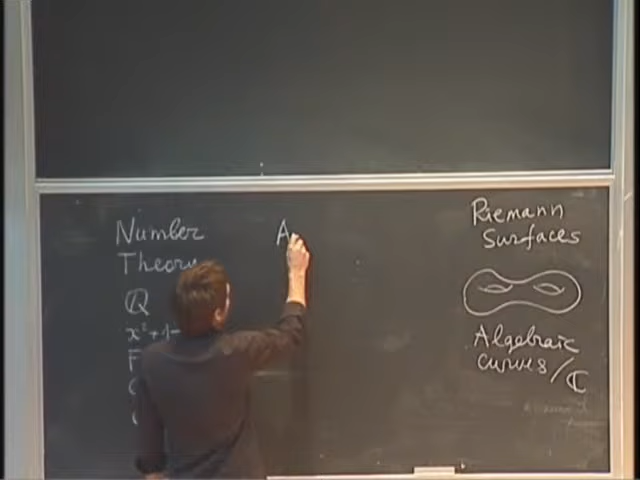 Number
Theory
ℚ
x² + 1
F
A
Riemann
Surfaces
Algebraic
curves/ℂ